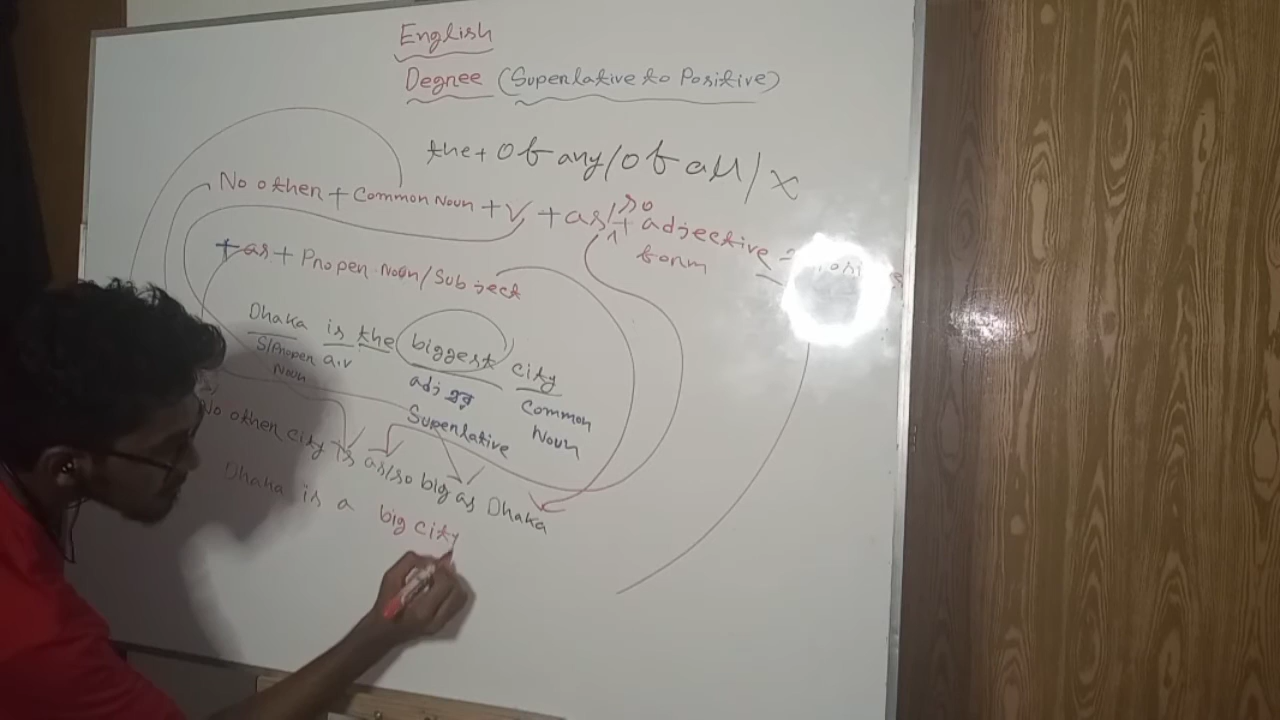 English
Degree (Superlative to Positive)
the + of any/of all/x
No other + Common Noun + V + as/so + adjective
form
+ as + Proper Noun/Subject
Dhaka is the biggest city
S/Proper Noun a.v adj এর Superlative Common Noun
No other city is as/so big as Dhaka
Dhaka is a big city